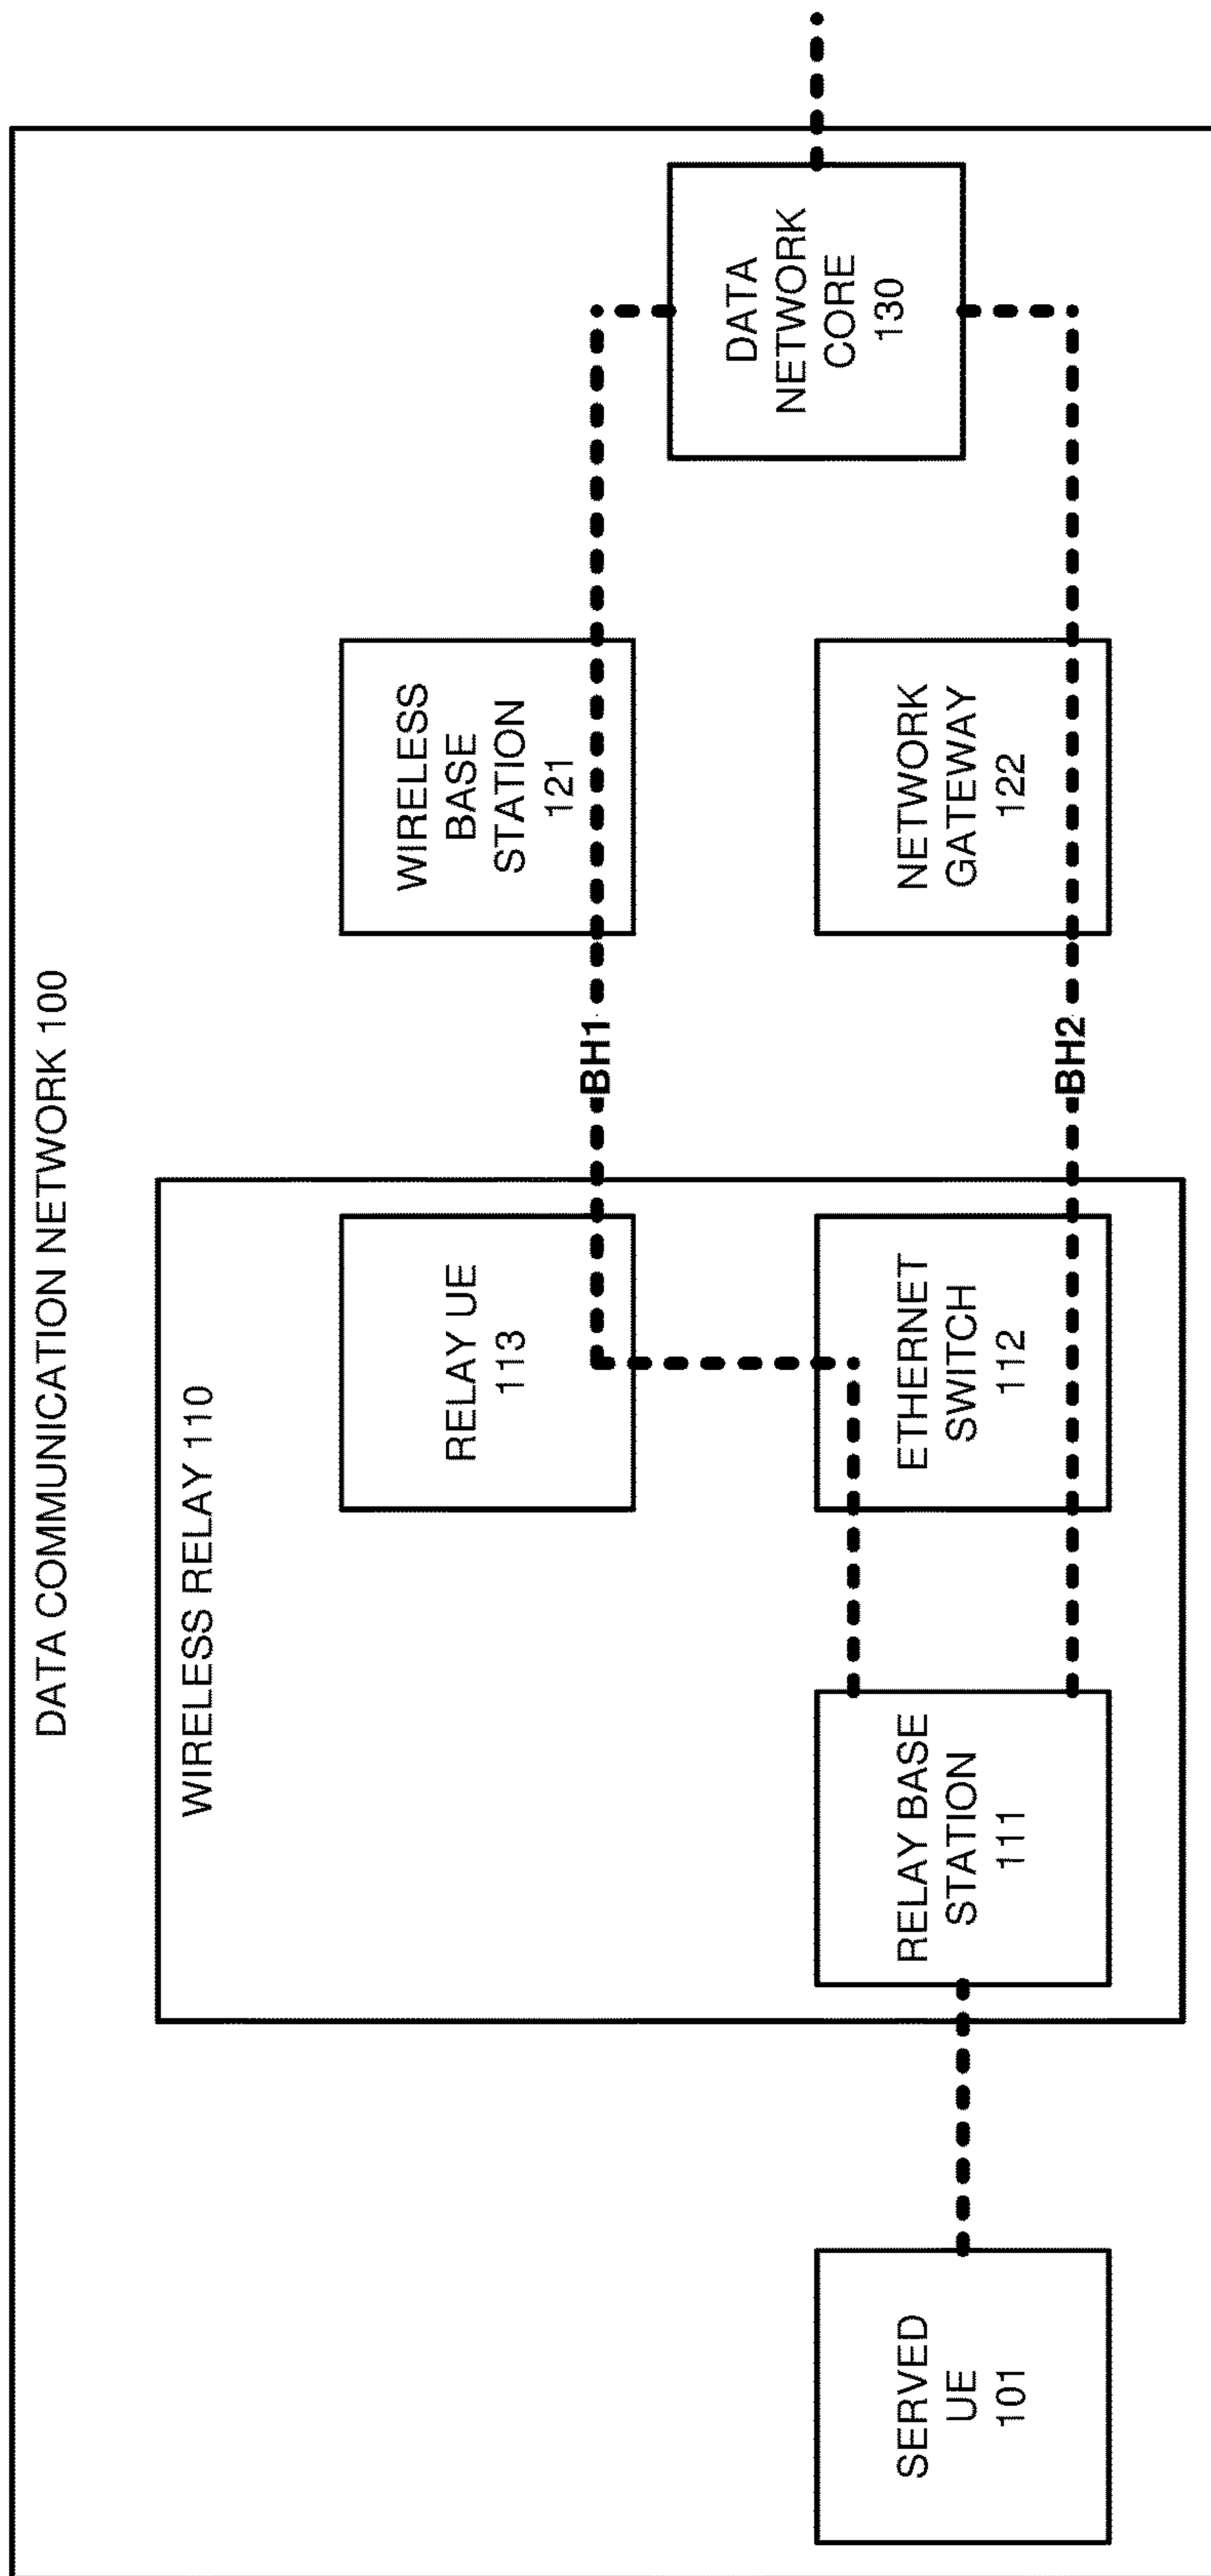 DATA COMMUNICATION NETWORK 100
WIRELESS RELAY 110
SERVED
UE
101
RELAY BASE
STATION
111
RELAY UE
113
ETHERNET
SWITCH
112
BH1
BH2
WIRELESS
BASE
STATION
121
NETWORK
GATEWAY
122
DATA
NETWORK
CORE
130